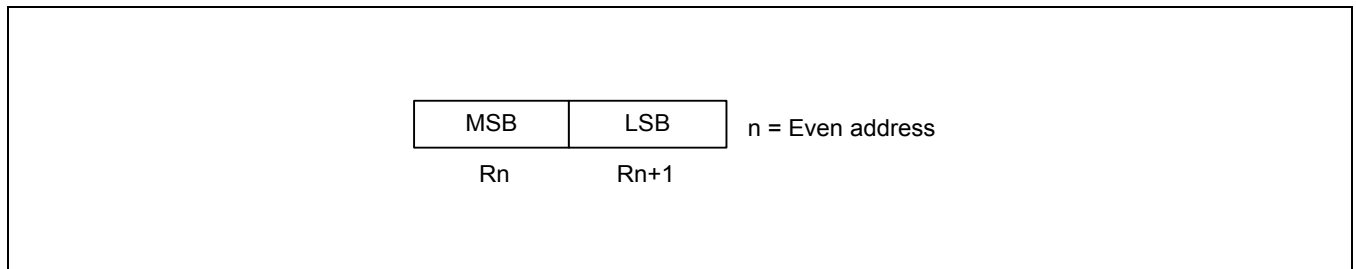 MSB LSB n = Even address
Rn Rn+1